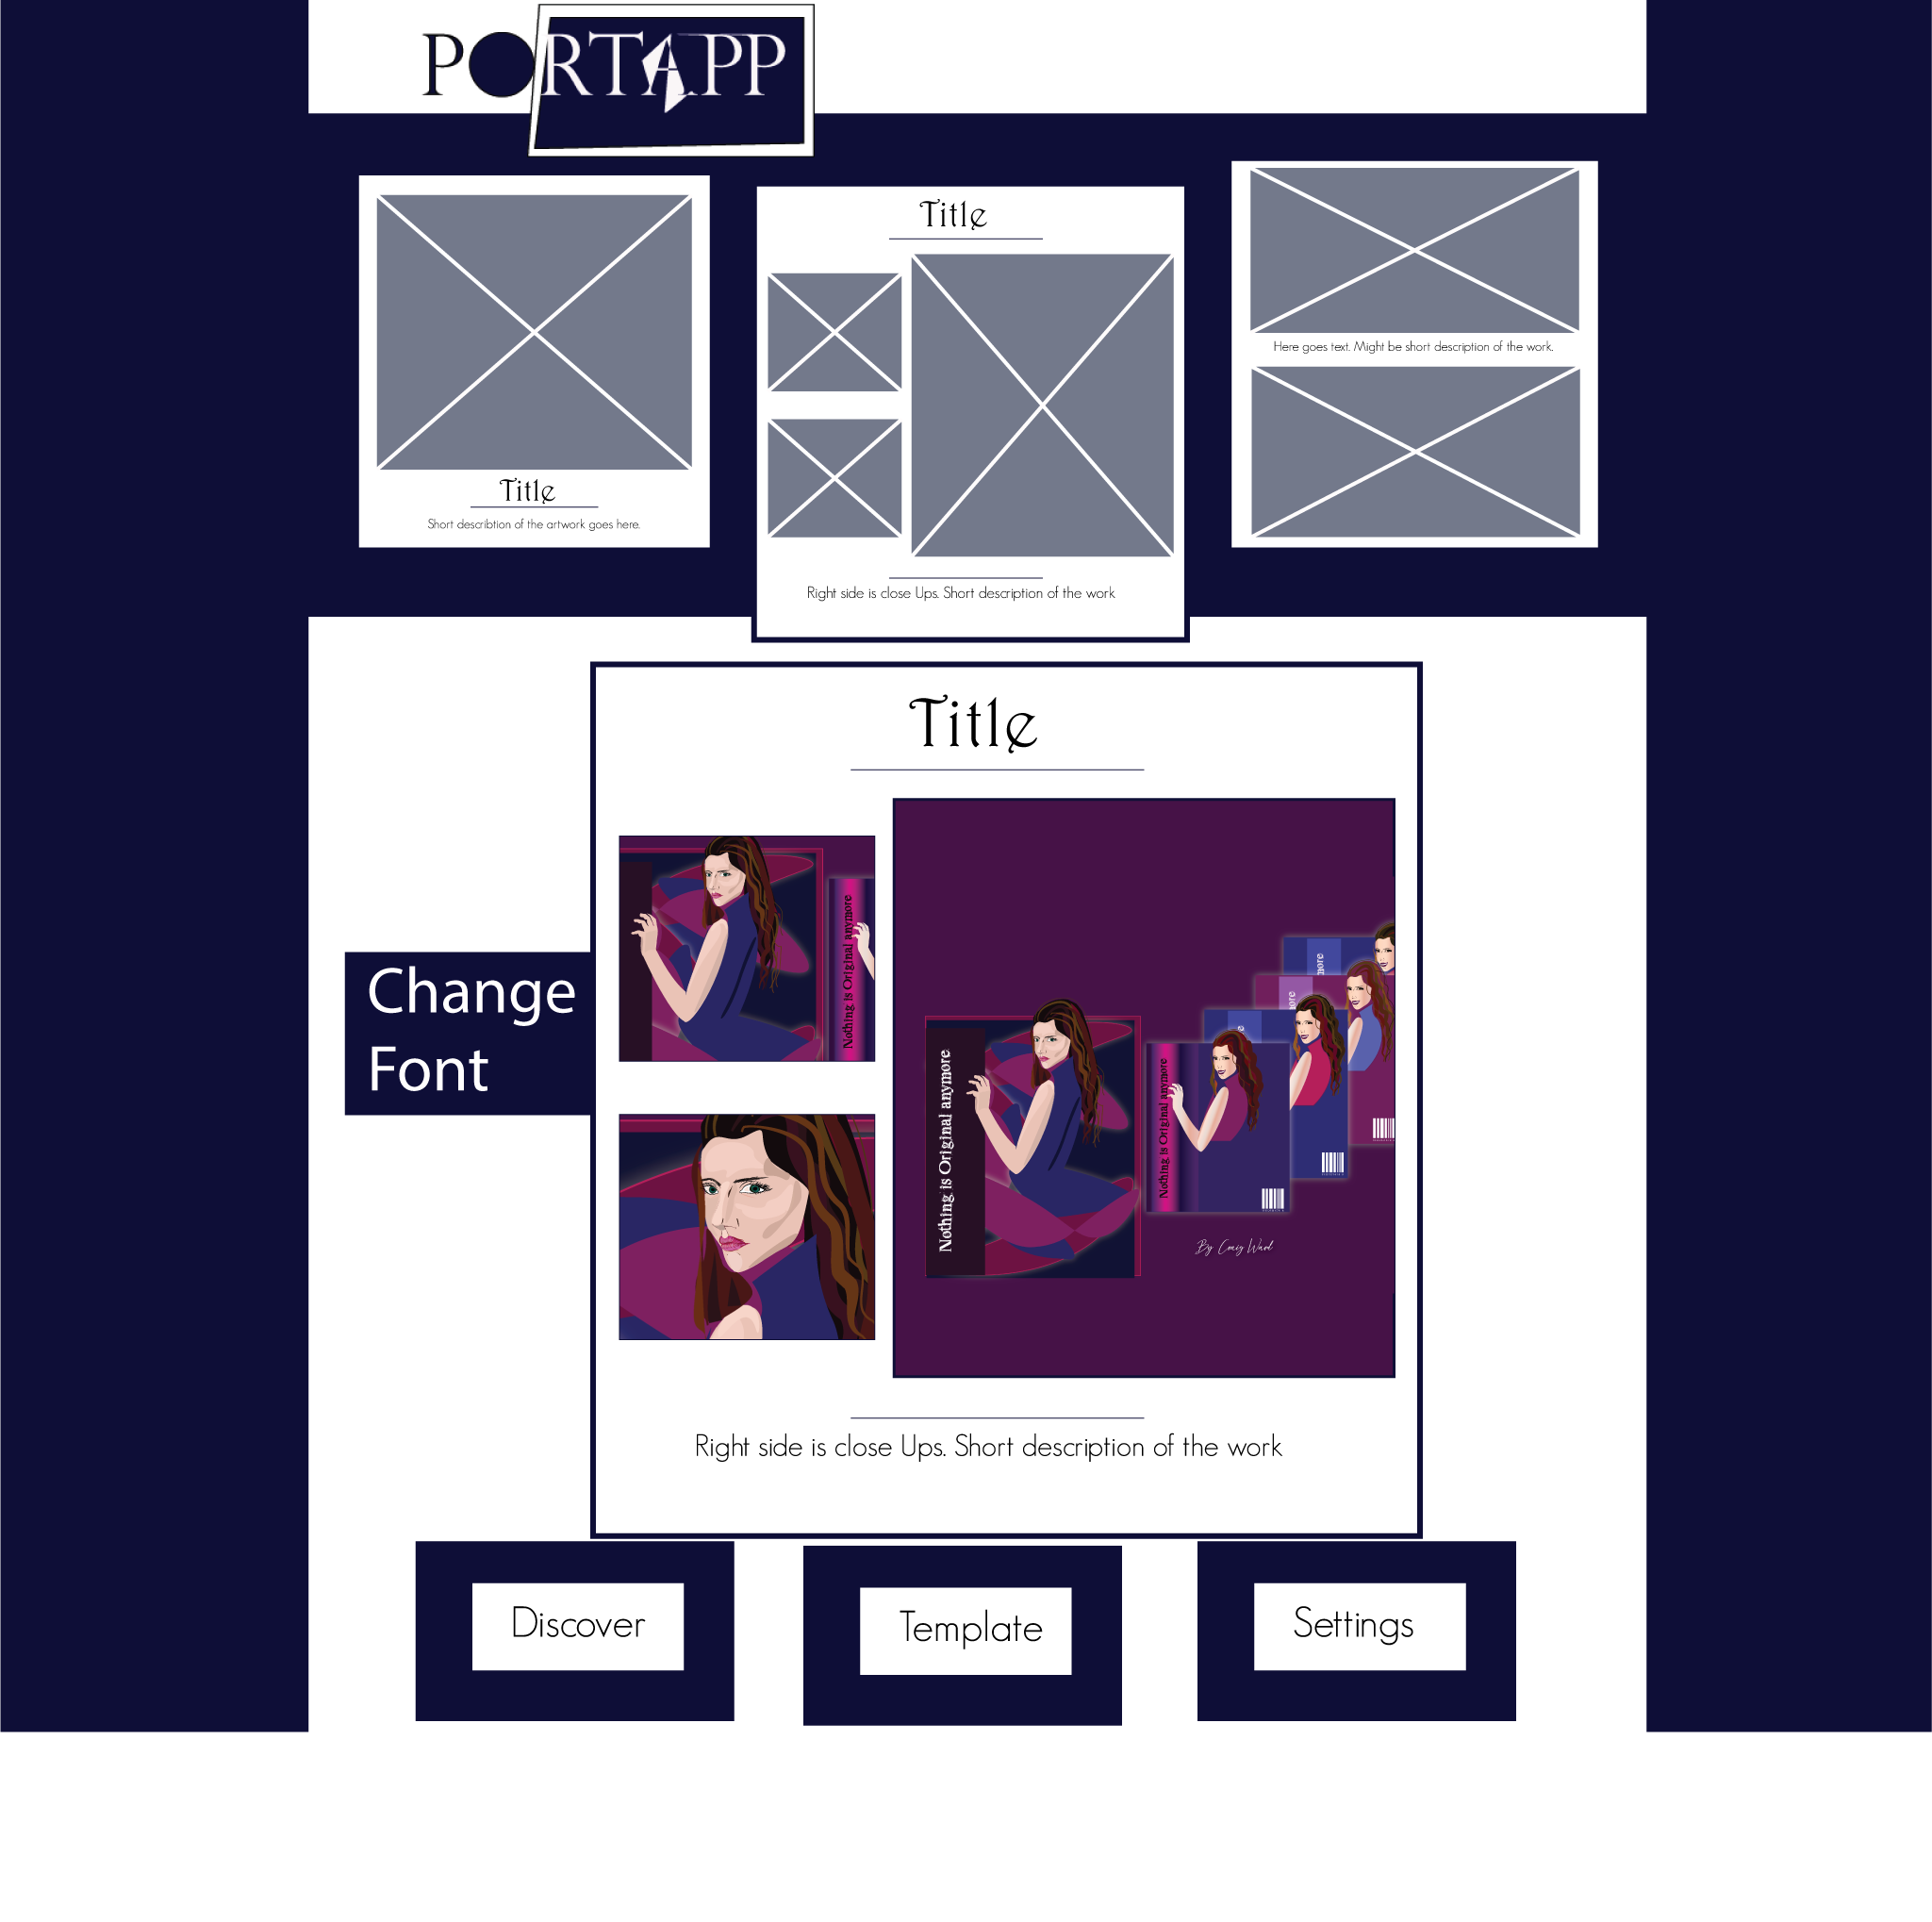 PORTAPP
Title
Short describtion of the artwork goes here.
Title
Right side is close Ups. Short description of the work
Here goes text. Might be short description of the work.
Title
Change
Font
Nothing is Original anymore
Nothing is Original anymore
Nothing is Original anymore
more
ore
e
By Craig Ward
Right side is close Ups. Short description of the work
Discover
Template
Settings